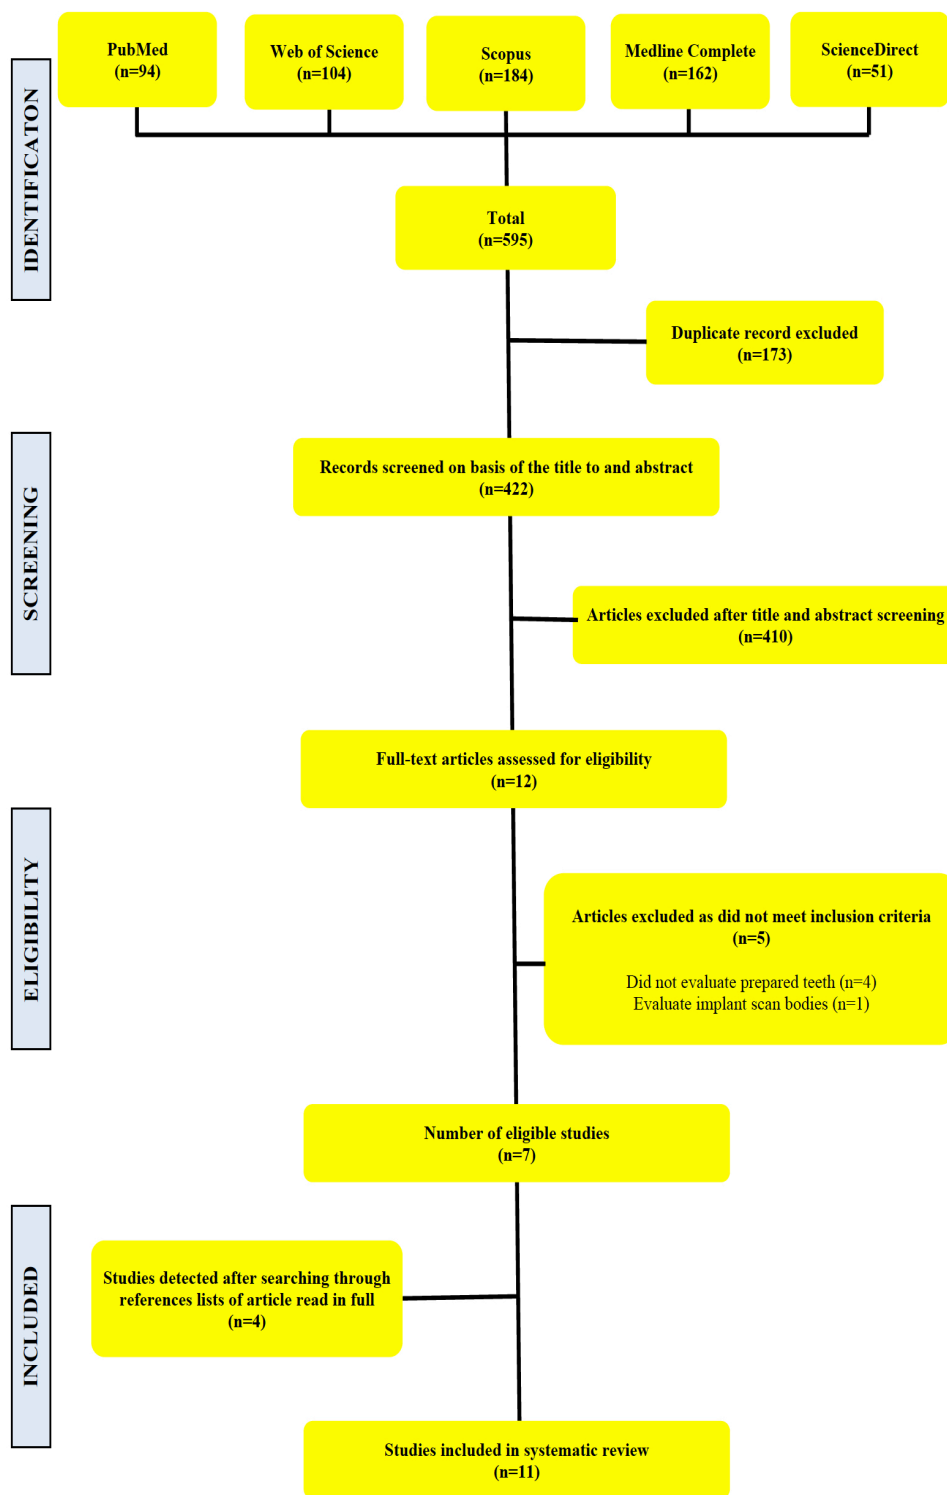 PubMed
(n=94)
Web of Science
(n=104)
Scopus
(n=184)
Medline Complete
(n=162)
ScienceDirect
(n=51)
IDENTIFICATON
Total
(n=595)
Duplicate record excluded
(n=173)
SCREENING
Records screened on basis of the title to and abstract
(n=422)
Articles excluded after title and abstract screening
(n=410)
Full-text articles assessed for eligibility
(n=12)
ELIGIBILITY
Articles excluded as did not meet inclusion criteria
(n=5)
Did not evaluate prepared teeth (n=4)
Evaluate implant scan bodies (n=1)
Number of eligible studies
(n=7)
INCLUDED
Studies detected after searching through
references lists of article read in full
(n=4)
Studies included in systematic review
(n=11)